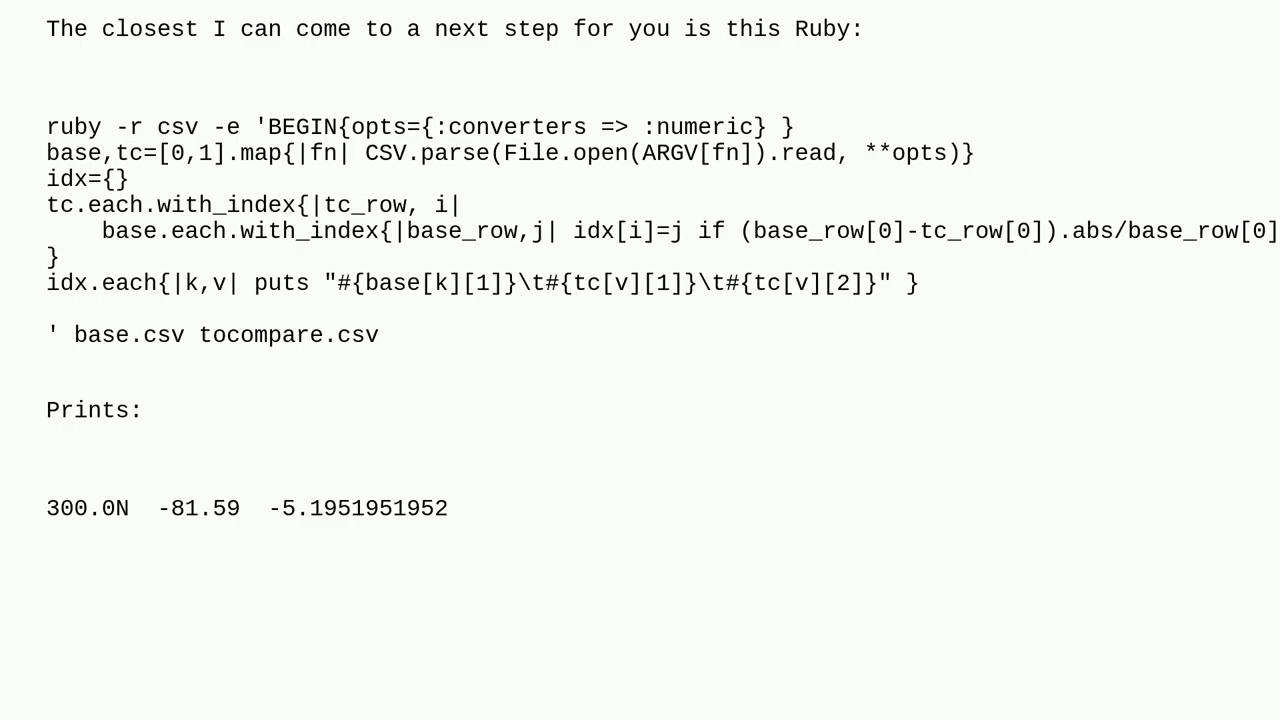 The closest I can come to a next step for you is this Ruby:
ruby -r csv -e 'BEGIN{opts={:converters => :numeric} }
base,tc=[0,1].map{|fn| CSV.parse(File.open(ARGV[fn]).read, **opts)}
idx={}
tc.each.with_index{|tc_row, i|
    base.each.with_index{|base_row,j| idx[i]=j if (base_row[0]-tc_row[0]).abs/base_row[0]
}
idx.each{|k,v| puts "#{base[k][1]}\t#{tc[v][1]}\t#{tc[v][2]}" }
' base.csv tocompare.csv
Prints:
300.0N  -81.59  -5.1951951952